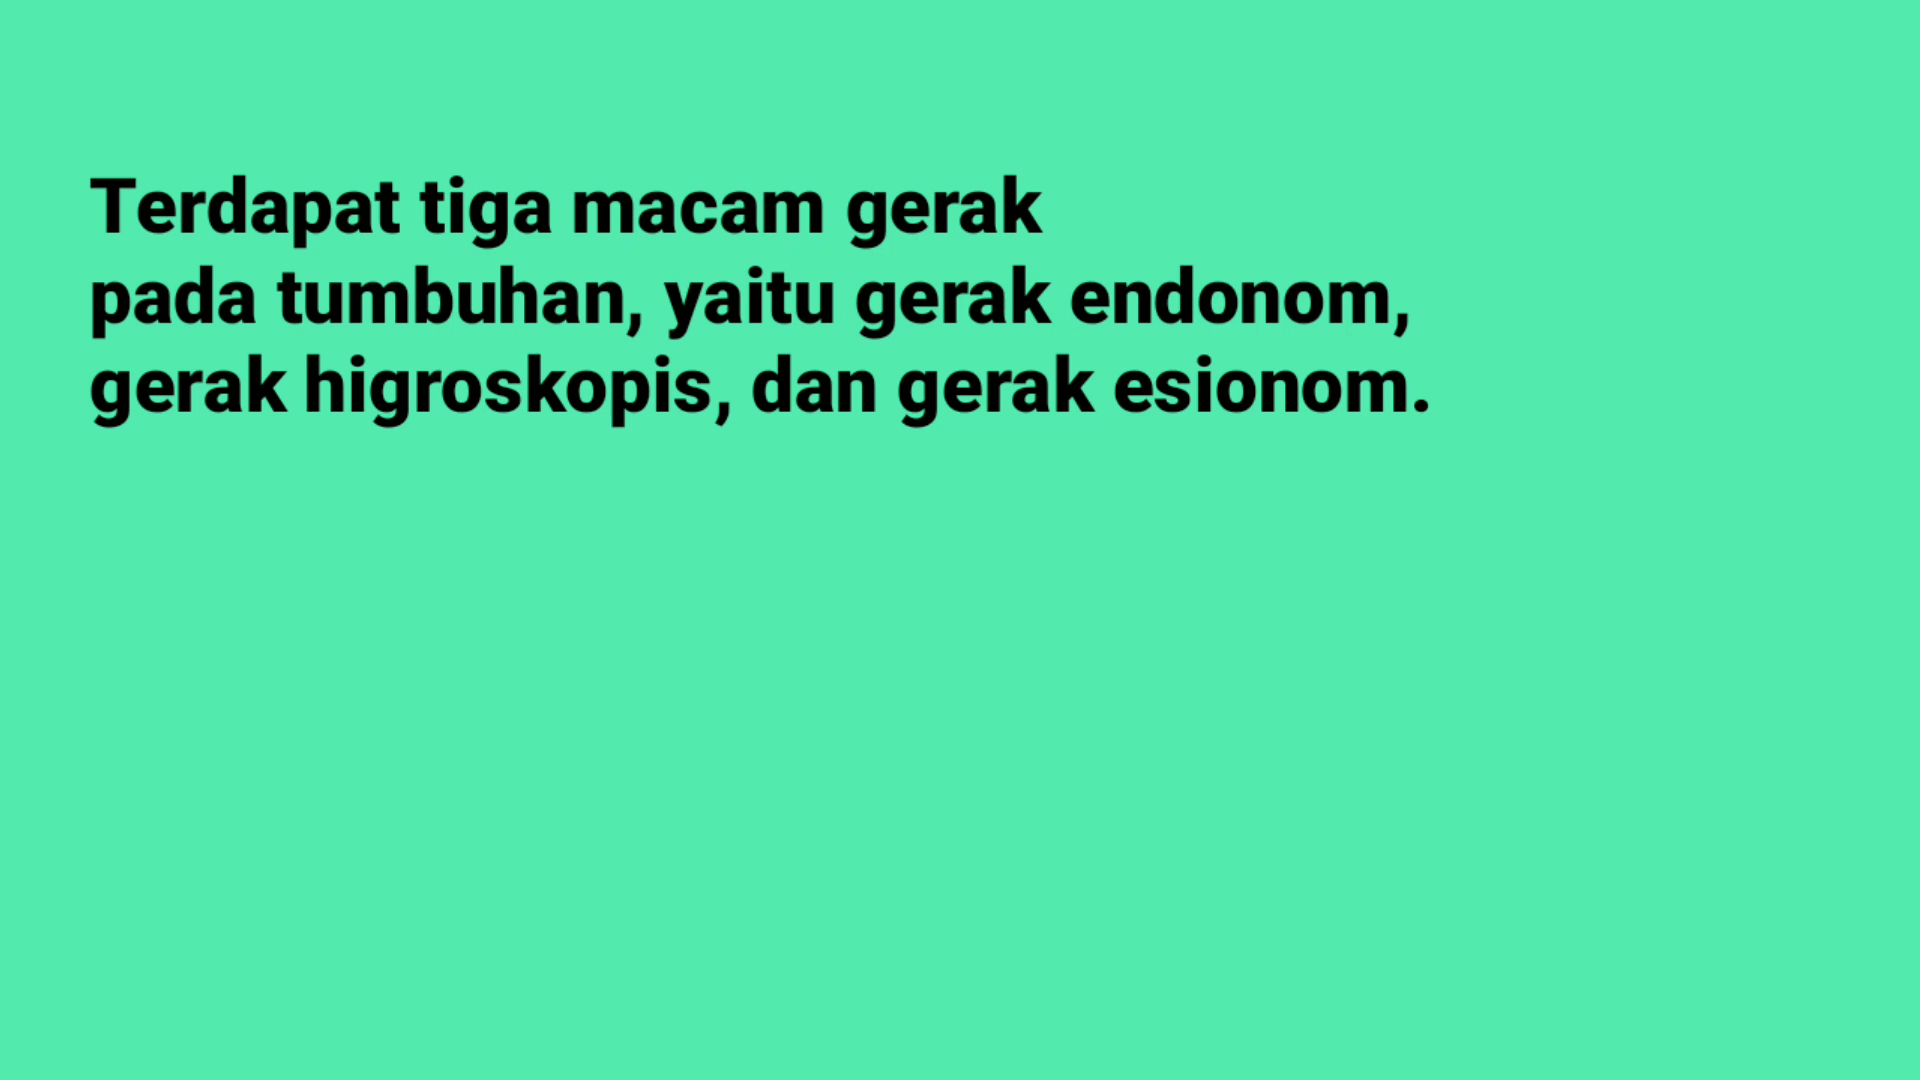 Terdapat tiga macam gerak
pada tumbuhan, yaitu gerak endonom,
gerak higroskopis, dan gerak esionom.